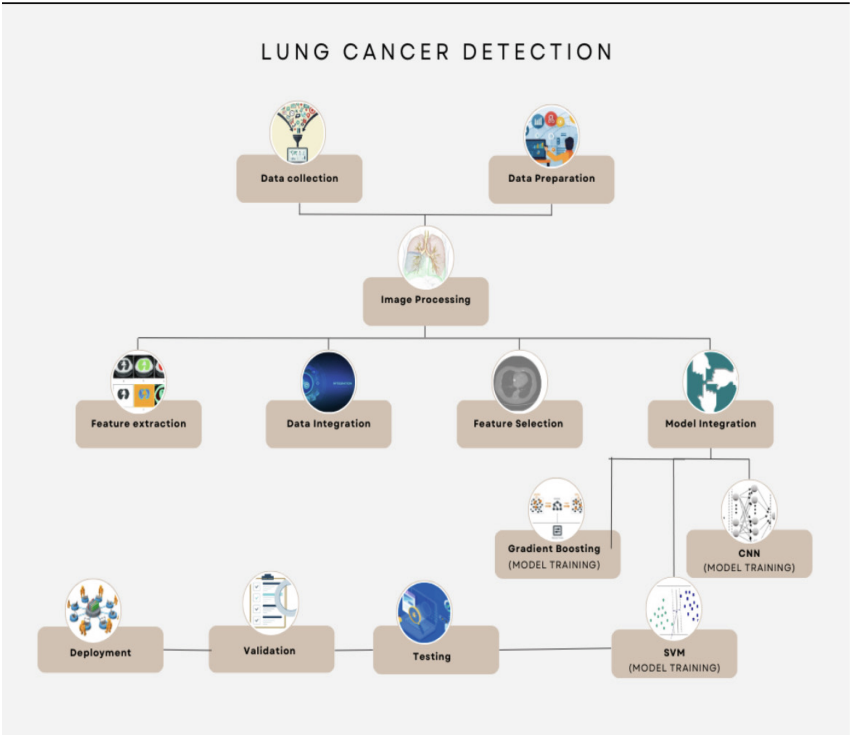 LUNG CANCER DETECTION
Data collection
Data Preparation
Image Processing
Feature extraction
Data Integration
Feature Selection
Model Integration
Gradient Boosting
(MODEL TRAINING)
CNN
(MODEL TRAINING)
Deployment
Validation
Testing
SVM
(MODEL TRAINING)